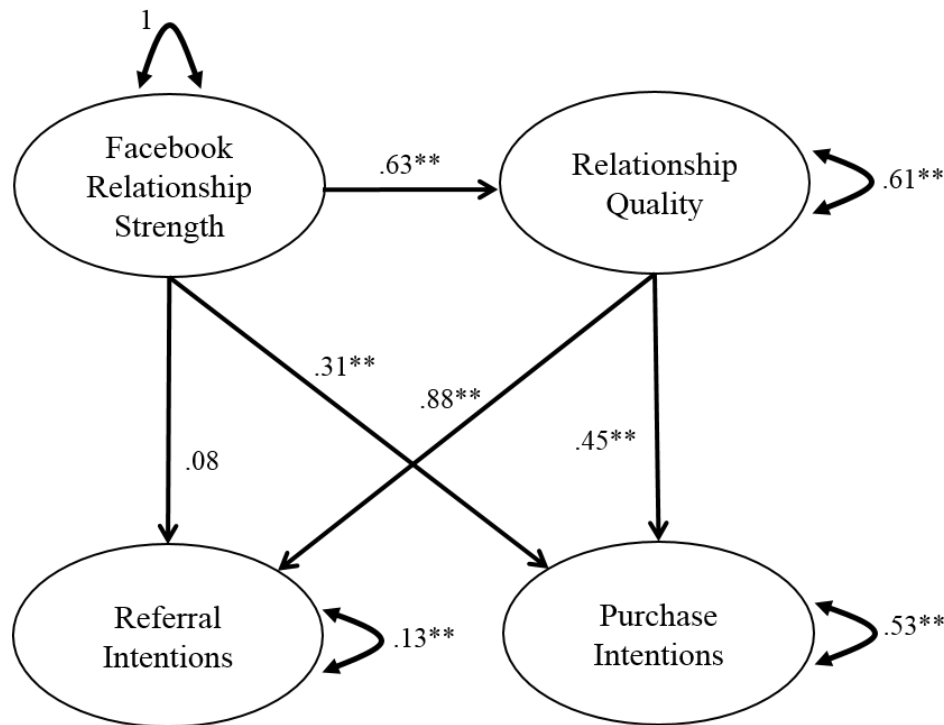 1
Facebook
Relationship
Strength
.63**
Relationship
Quality
.61**
.31**
.88**
.45**
.08
Referral
Intentions
.13**
Purchase
Intentions
.53**